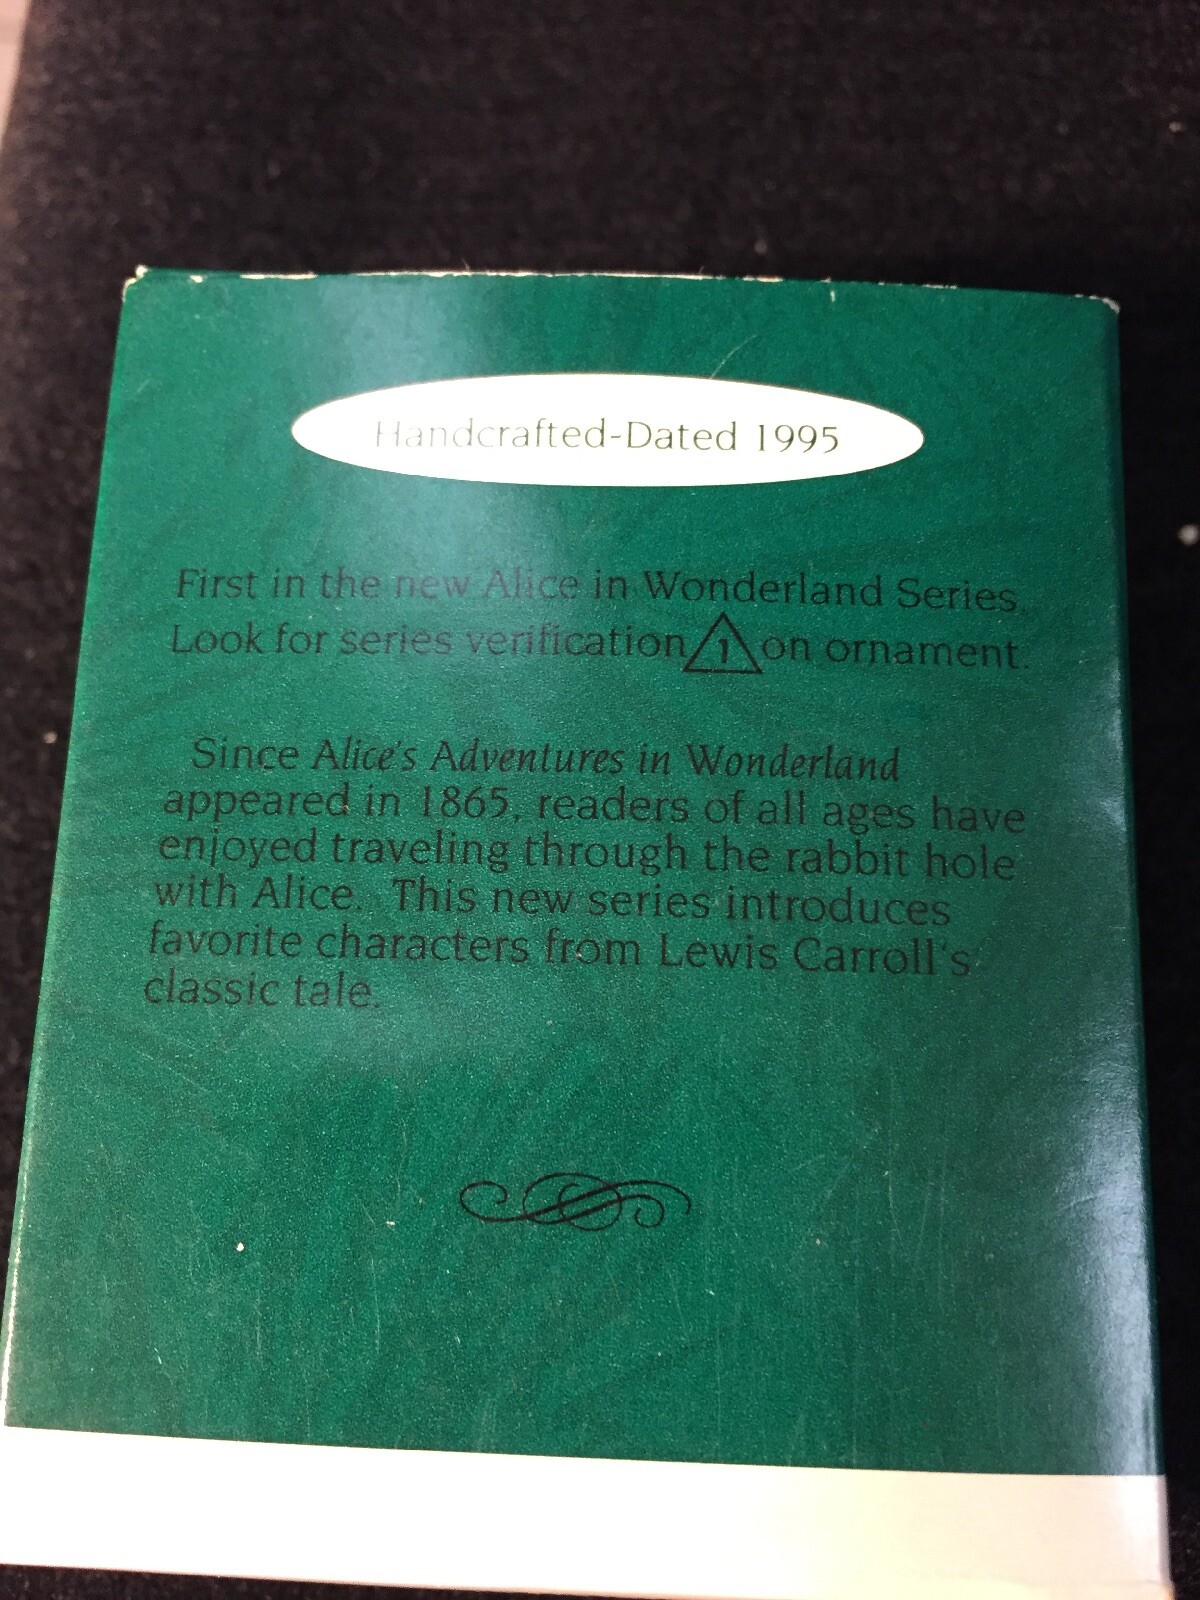 Handcrafted-Dated 1995
First in the new Alice in Wonderland Series.
Look for series verification 1 on ornament.
Since Alice's Adventures in Wonderland
appeared in 1865, readers of all ages have
enjoyed traveling through the rabbit hole
with Alice. This new series introduces
favorite characters from Lewis Carroll's
classic tale.